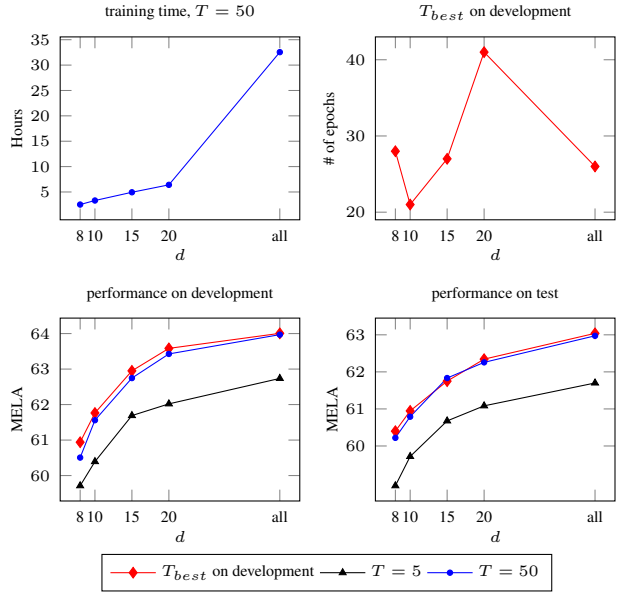 training time, T = 50
35
30
25
20
15
10
5
Hours
8 10 15 20 all
d
T_best on development
40
30
20
# of epochs
8 10 15 20 all
d
performance on development
64
63
62
61
60
MELA
8 10 15 20 all
d
performance on test
63
62
61
60
MELA
8 10 15 20 all
d
T_best on development T = 5 T = 50